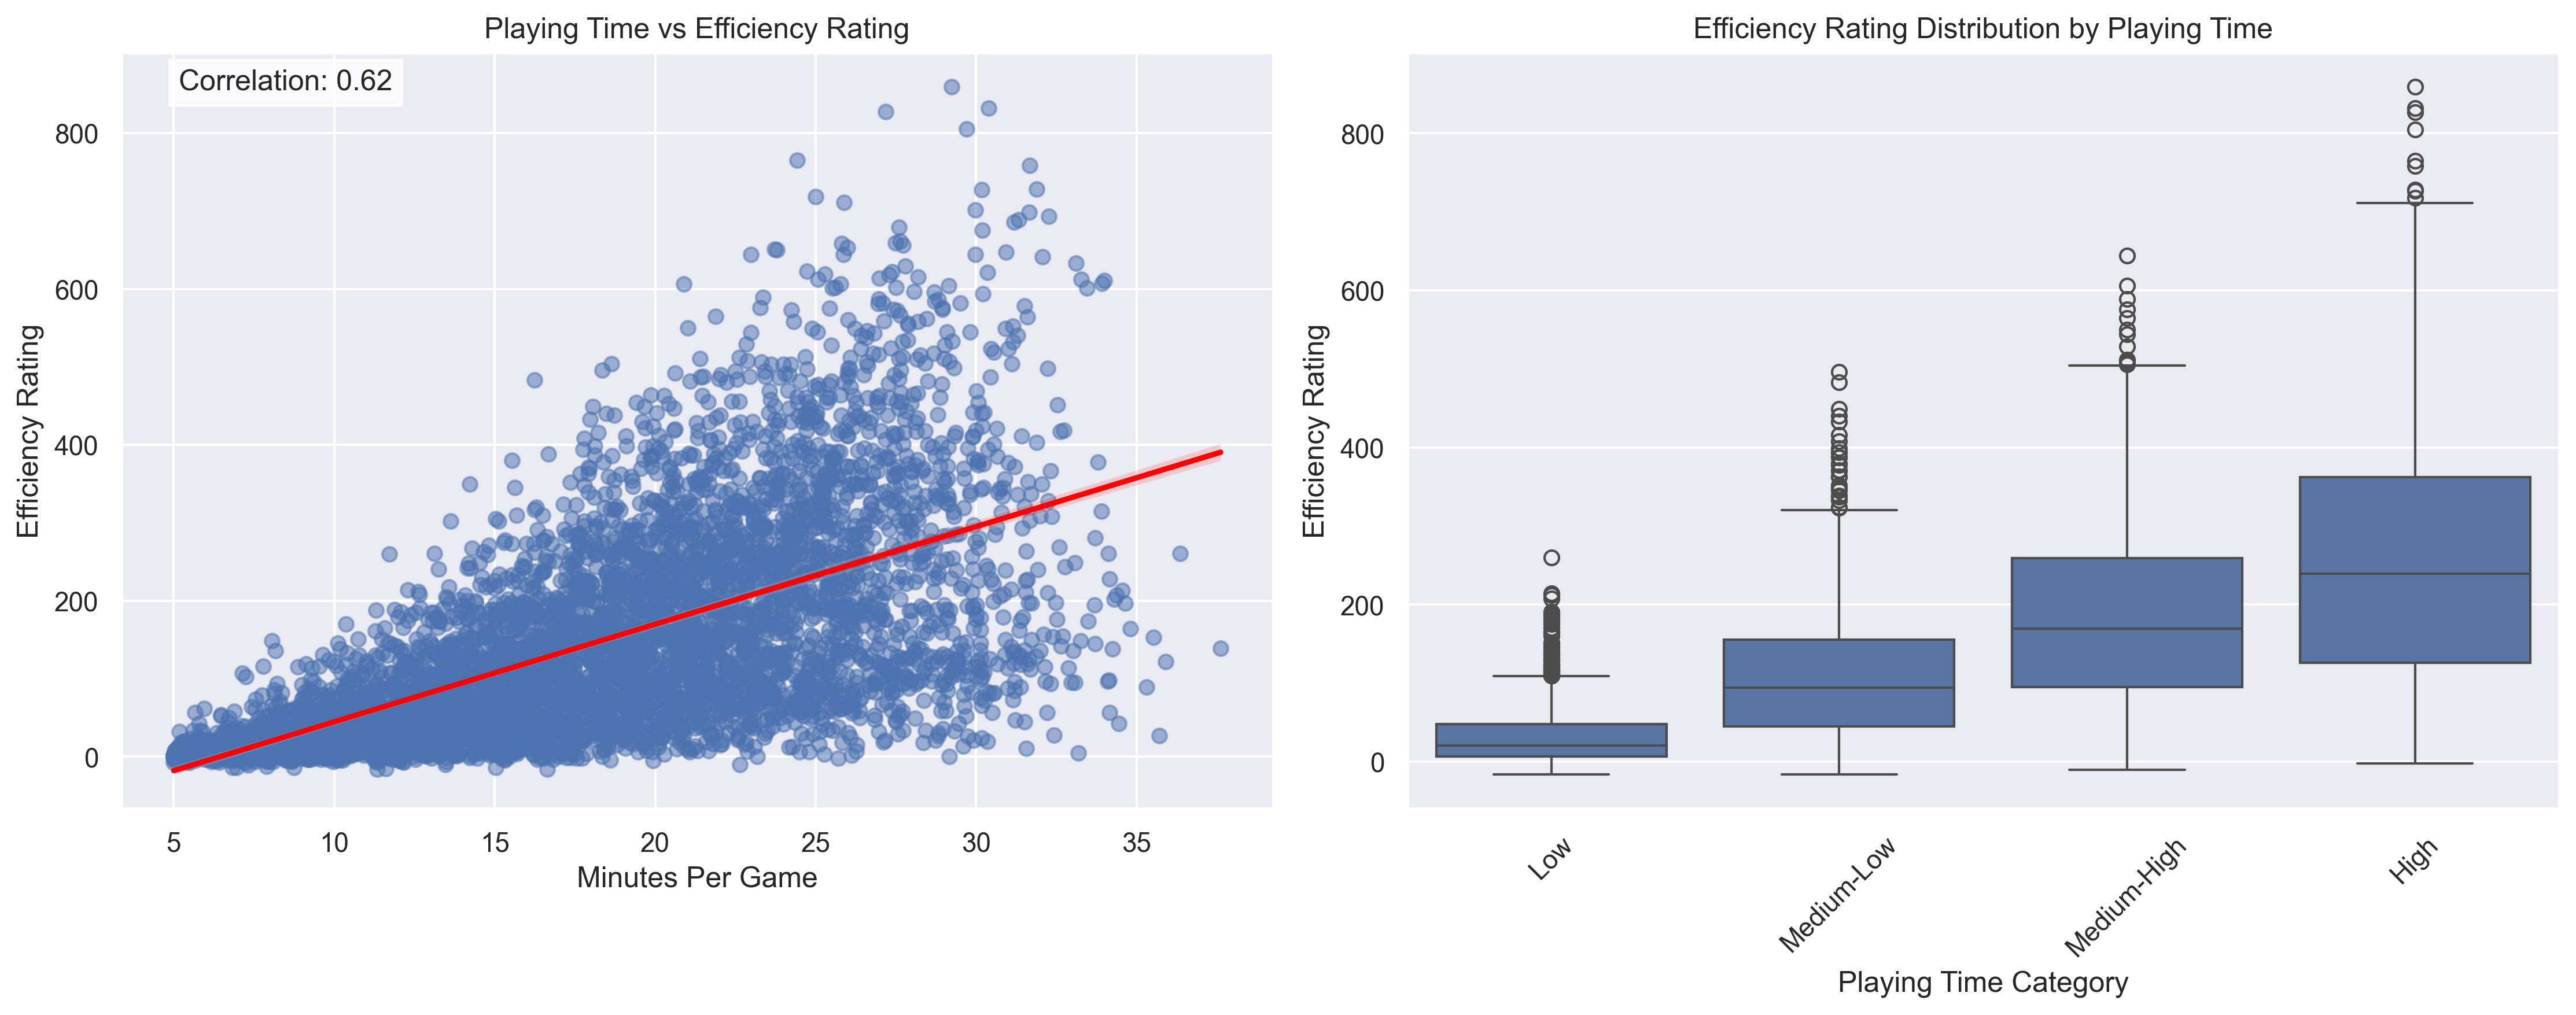 Playing Time vs Efficiency Rating
Correlation: 0.62
Efficiency Rating
800
600
400
200
0
5 10 15 20 25 30 35
Minutes Per Game
Efficiency Rating Distribution by Playing Time
Efficiency Rating
800
600
400
200
0
Low Medium-Low Medium-High High
Playing Time Category